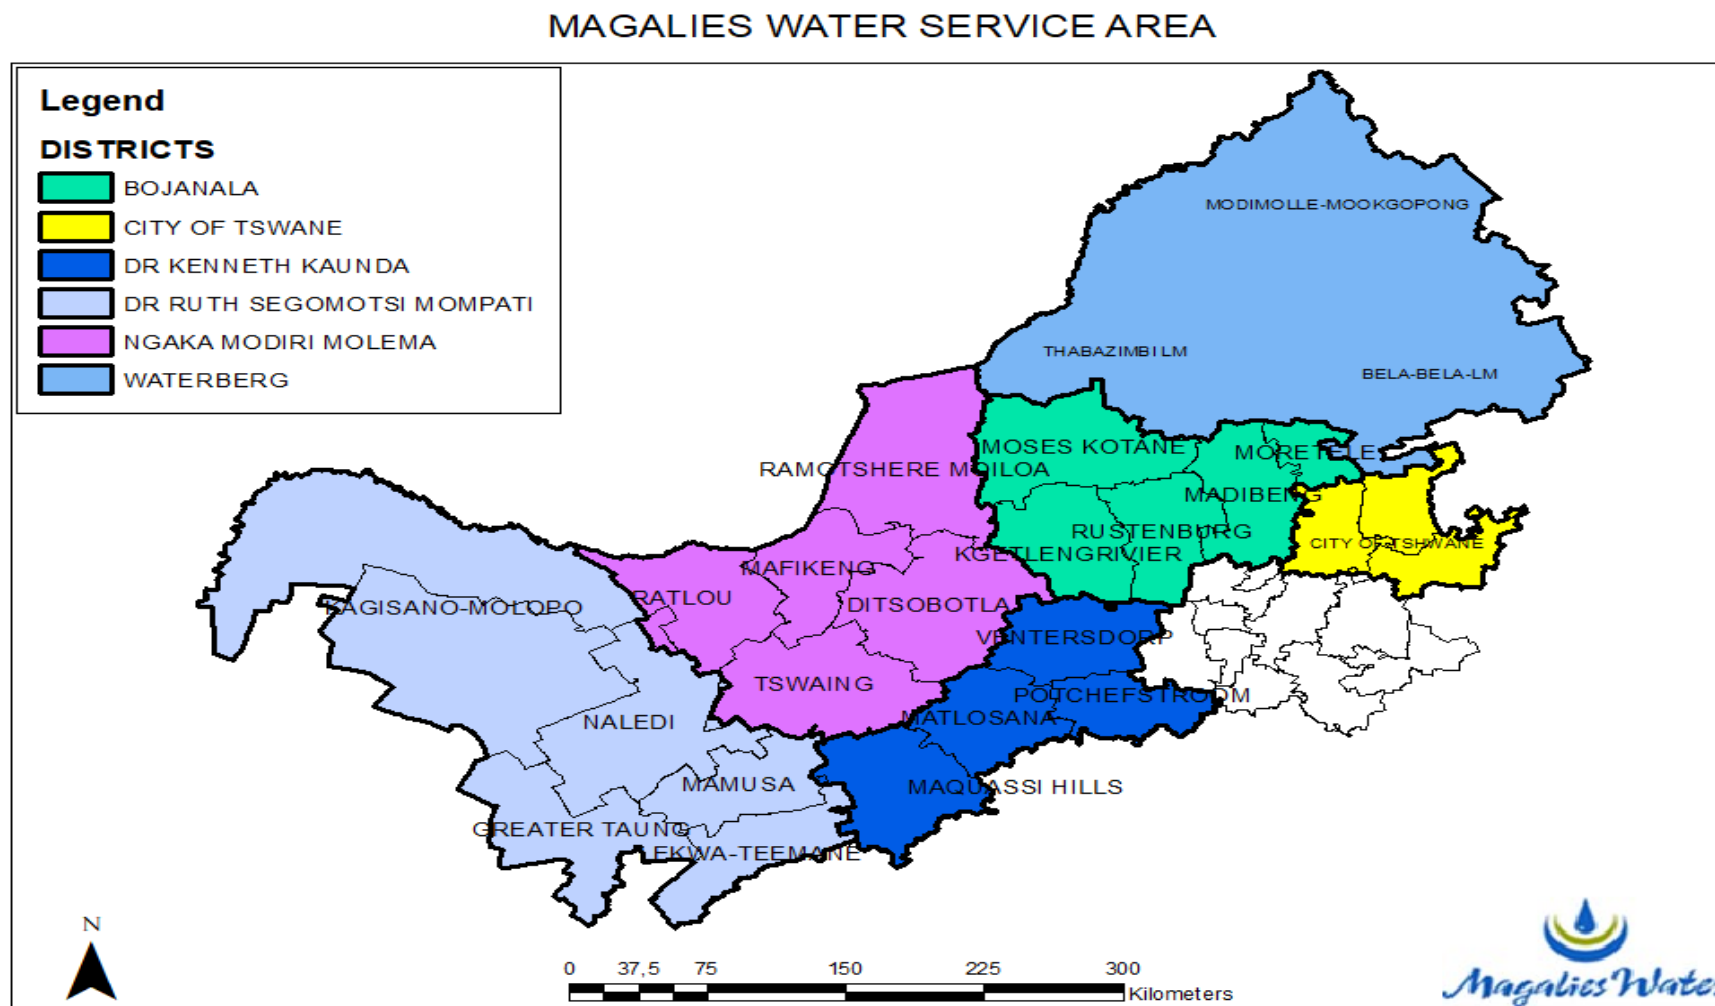 MAGALIES WATER SERVICE AREA
Legend
DISTRICTS
BOJANALA
CITY OF TSWANE
DR KENNETH KAUNDA
DR RUTH SEGOMOTSI MOMPATI
NGAKA MODIRI MOLEMA
WATERBERG
MODIMOLLE-MOOKGOPONG
THABAZIMBI LM
BELA-BELA-LM
MOSES KOTANE
MORETELE
RAMOTSHERE MOILOA
MADIBENG
RUSTENBURG
CITY OF TSHWANE
KGETLENGRIVIER
MAFIKENG
RATLOU
DITSOBOTLA
KAGISANO-MOLOPO
VENTERSDORP
TSWAING
POTCHEFSTROOM
MATLOSANA
NALEDI
MAMUSA
MAQUASSI HILLS
GREATER TAUNG
LEKWA-TEEMANE
N
0 37,5 75 150 225 300
Kilometers
Magalies Water